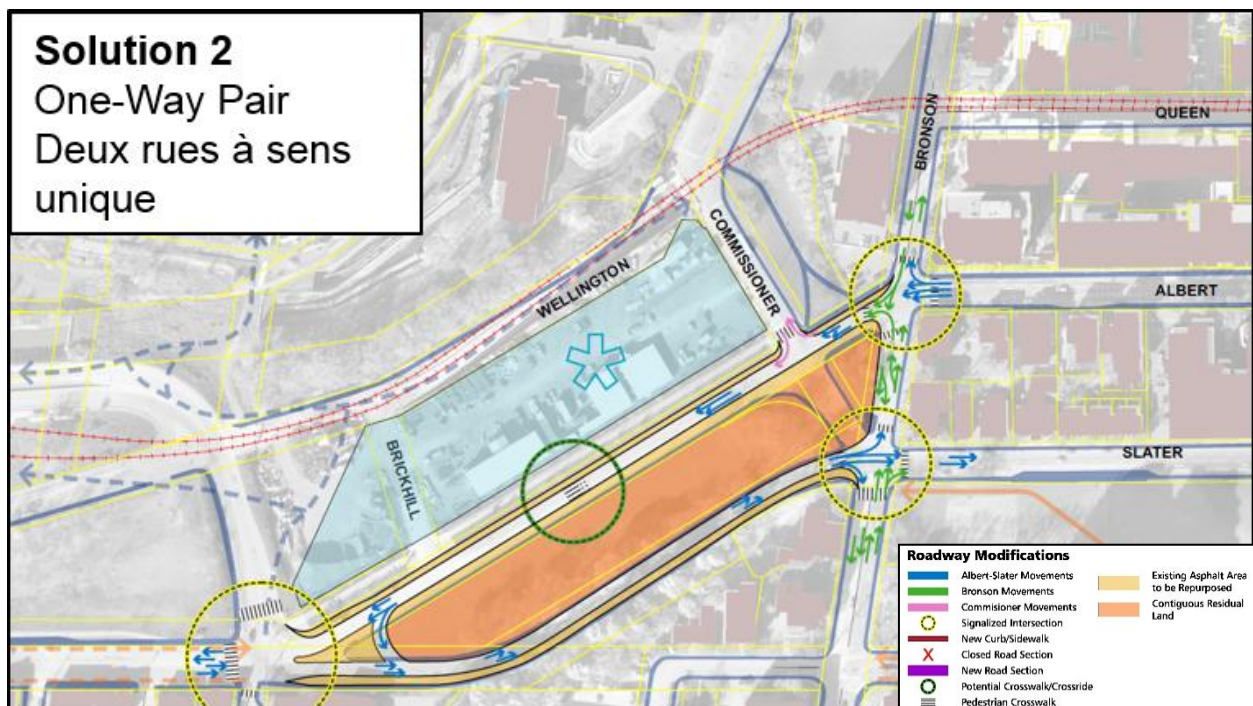 Solution 2
One-Way Pair
Deux rues à sens
unique
QUEEN
BRONSON
COMMISSIONER
WELLINGTON
ALBERT
BRICKHILL
SLATER
Roadway Modifications
Albert-Slater Movements
Bronson Movements
Commisioner Movements
Signalized Intersection
New Curb/Sidewalk
Closed Road Section
New Road Section
Potential Crosswalk/Crossride
Pedestrian Crosswalk
Existing Asphalt Area
to be Repurposed
Contiguous Residual
Land